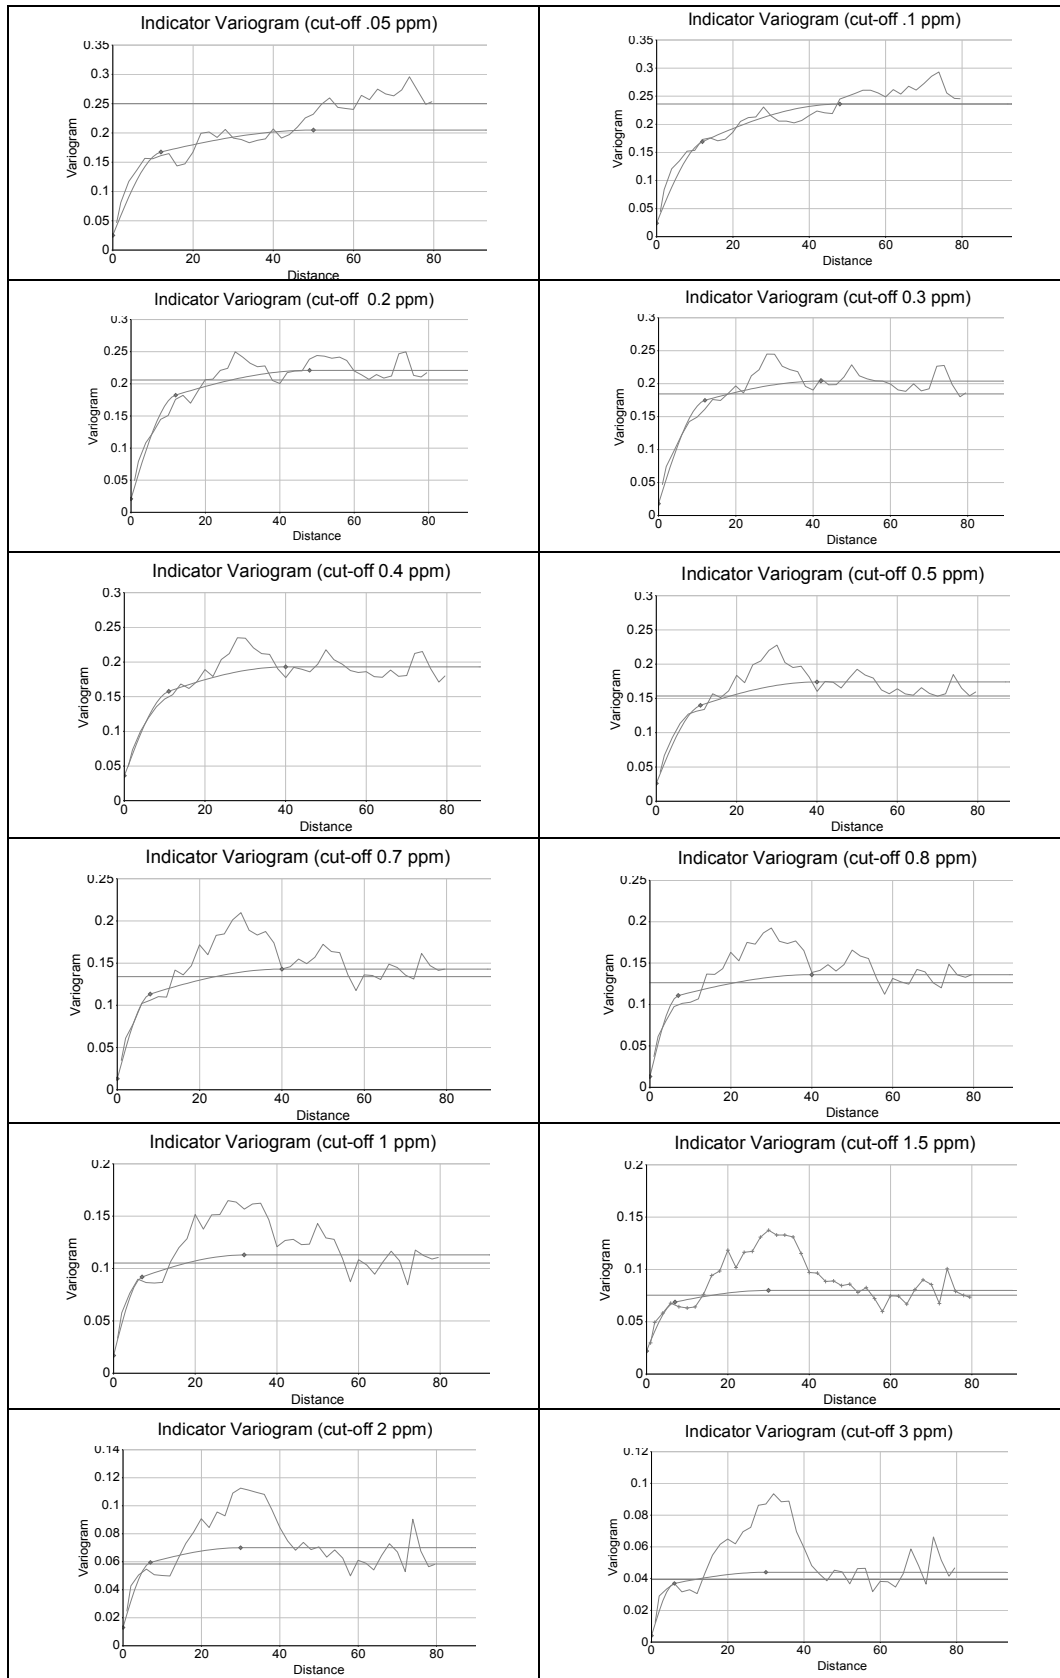 Indicator Variogram (cut-off .05 ppm)
0.35
0.3
0.25
0.2
0.15
0.1
0.05
0
Variogram
0 20 40 60 80
Distance
Indicator Variogram (cut-off .1 ppm)
0.35
0.3
0.25
0.2
0.15
0.1
0.05
0
Variogram
0 20 40 60 80
Distance
Indicator Variogram (cut-off 0.2 ppm)
0.3
0.25
0.2
0.15
0.1
0.05
0
Variogram
0 20 40 60 80
Distance
Indicator Variogram (cut-off 0.3 ppm)
0.3
0.25
0.2
0.15
0.1
0.05
0
Variogram
0 20 40 60 80
Distance
Indicator Variogram (cut-off 0.4 ppm)
0.3
0.25
0.2
0.15
0.1
0.05
0
Variogram
0 20 40 60 80
Distance
Indicator Variogram (cut-off 0.5 ppm)
0.3
0.25
0.2
0.15
0.1
0.05
0
Variogram
0 20 40 60 80
Distance
Indicator Variogram (cut-off 0.7 ppm)
0.25
0.2
0.15
0.1
0.05
0
Variogram
0 20 40 60 80
Distance
Indicator Variogram (cut-off 0.8 ppm)
0.25
0.2
0.15
0.1
0.05
0
Variogram
0 20 40 60 80
Distance
Indicator Variogram (cut-off 1 ppm)
0.2
0.15
0.1
0.05
0
Variogram
0 20 40 60 80
Distance
Indicator Variogram (cut-off 1.5 ppm)
0.2
0.15
0.1
0.05
0
Variogram
0 20 40 60 80
Distance
Indicator Variogram (cut-off 2 ppm)
0.14
0.12
0.1
0.08
0.06
0.04
0.02
0
Variogram
0 20 40 60 80
Distance
Indicator Variogram (cut-off 3 ppm)
0.12
0.1
0.08
0.06
0.04
0.02
0
Variogram
0 20 40 60 80
Distance